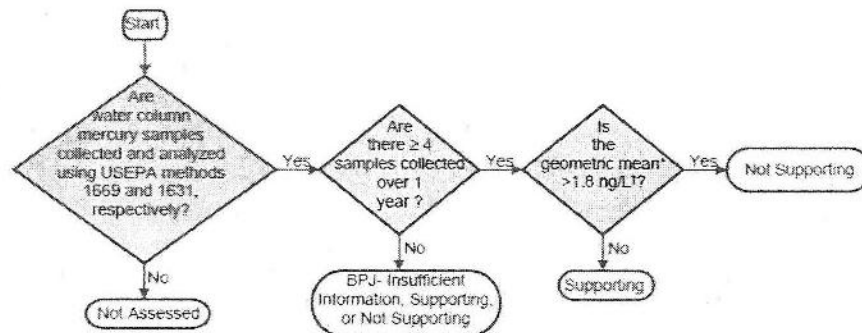 Start
Are
water column
mercury samples
collected and analyzed
using USEPA methods
1669 and 1631,
respectively?
Yes
No
Not Assessed
Are
there ≥ 4
samples collected
over 1
year ?
Yes
No
BPJ- Insufficient
Information, Supporting,
or Not Supporting
Is
the
geometric mean*
>1.8 ng/L†?
Yes
No
Supporting
Not Supporting